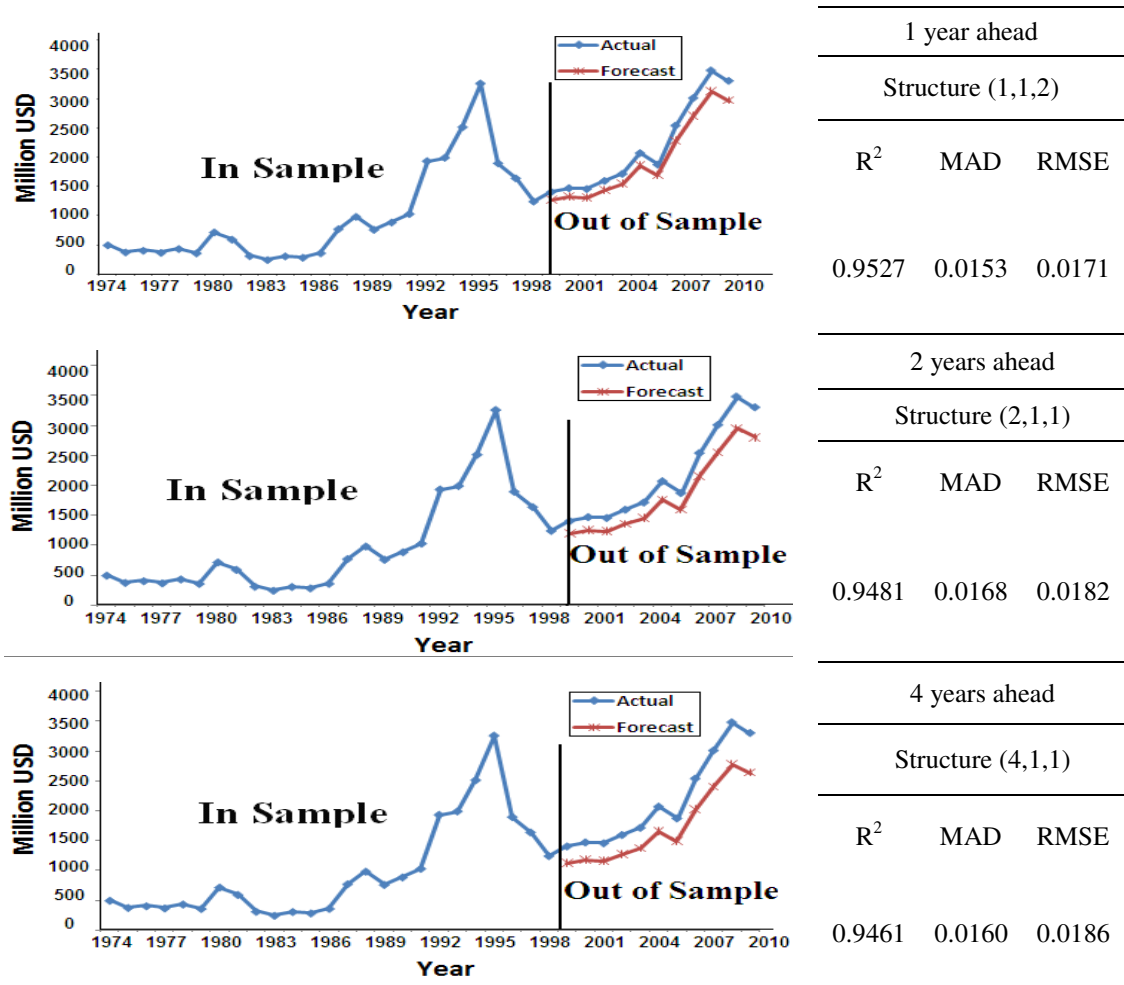 4000
3500
3000
2500
2000
1500
1000
500
0
Million USD
Actual
Forecast
In Sample
Out of Sample
1974 1977 1980 1983 1986 1989 1992 1995 1998 2001 2004 2007 2010
Year
1 year ahead
Structure (1,1,2)
R² MAD RMSE
0.9527 0.0153 0.0171
4000
3500
3000
2500
2000
1500
1000
500
0
Million USD
Actual
Forecast
In Sample
Out of Sample
1974 1977 1980 1983 1986 1989 1992 1995 1998 2001 2004 2007 2010
Year
2 years ahead
Structure (2,1,1)
R² MAD RMSE
0.9481 0.0168 0.0182
4000
3500
3000
2500
2000
1500
1000
500
0
Million USD
Actual
Forecast
In Sample
Out of Sample
1974 1977 1980 1983 1986 1989 1992 1995 1998 2001 2004 2007 2010
Year
4 years ahead
Structure (4,1,1)
R² MAD RMSE
0.9461 0.0160 0.0186